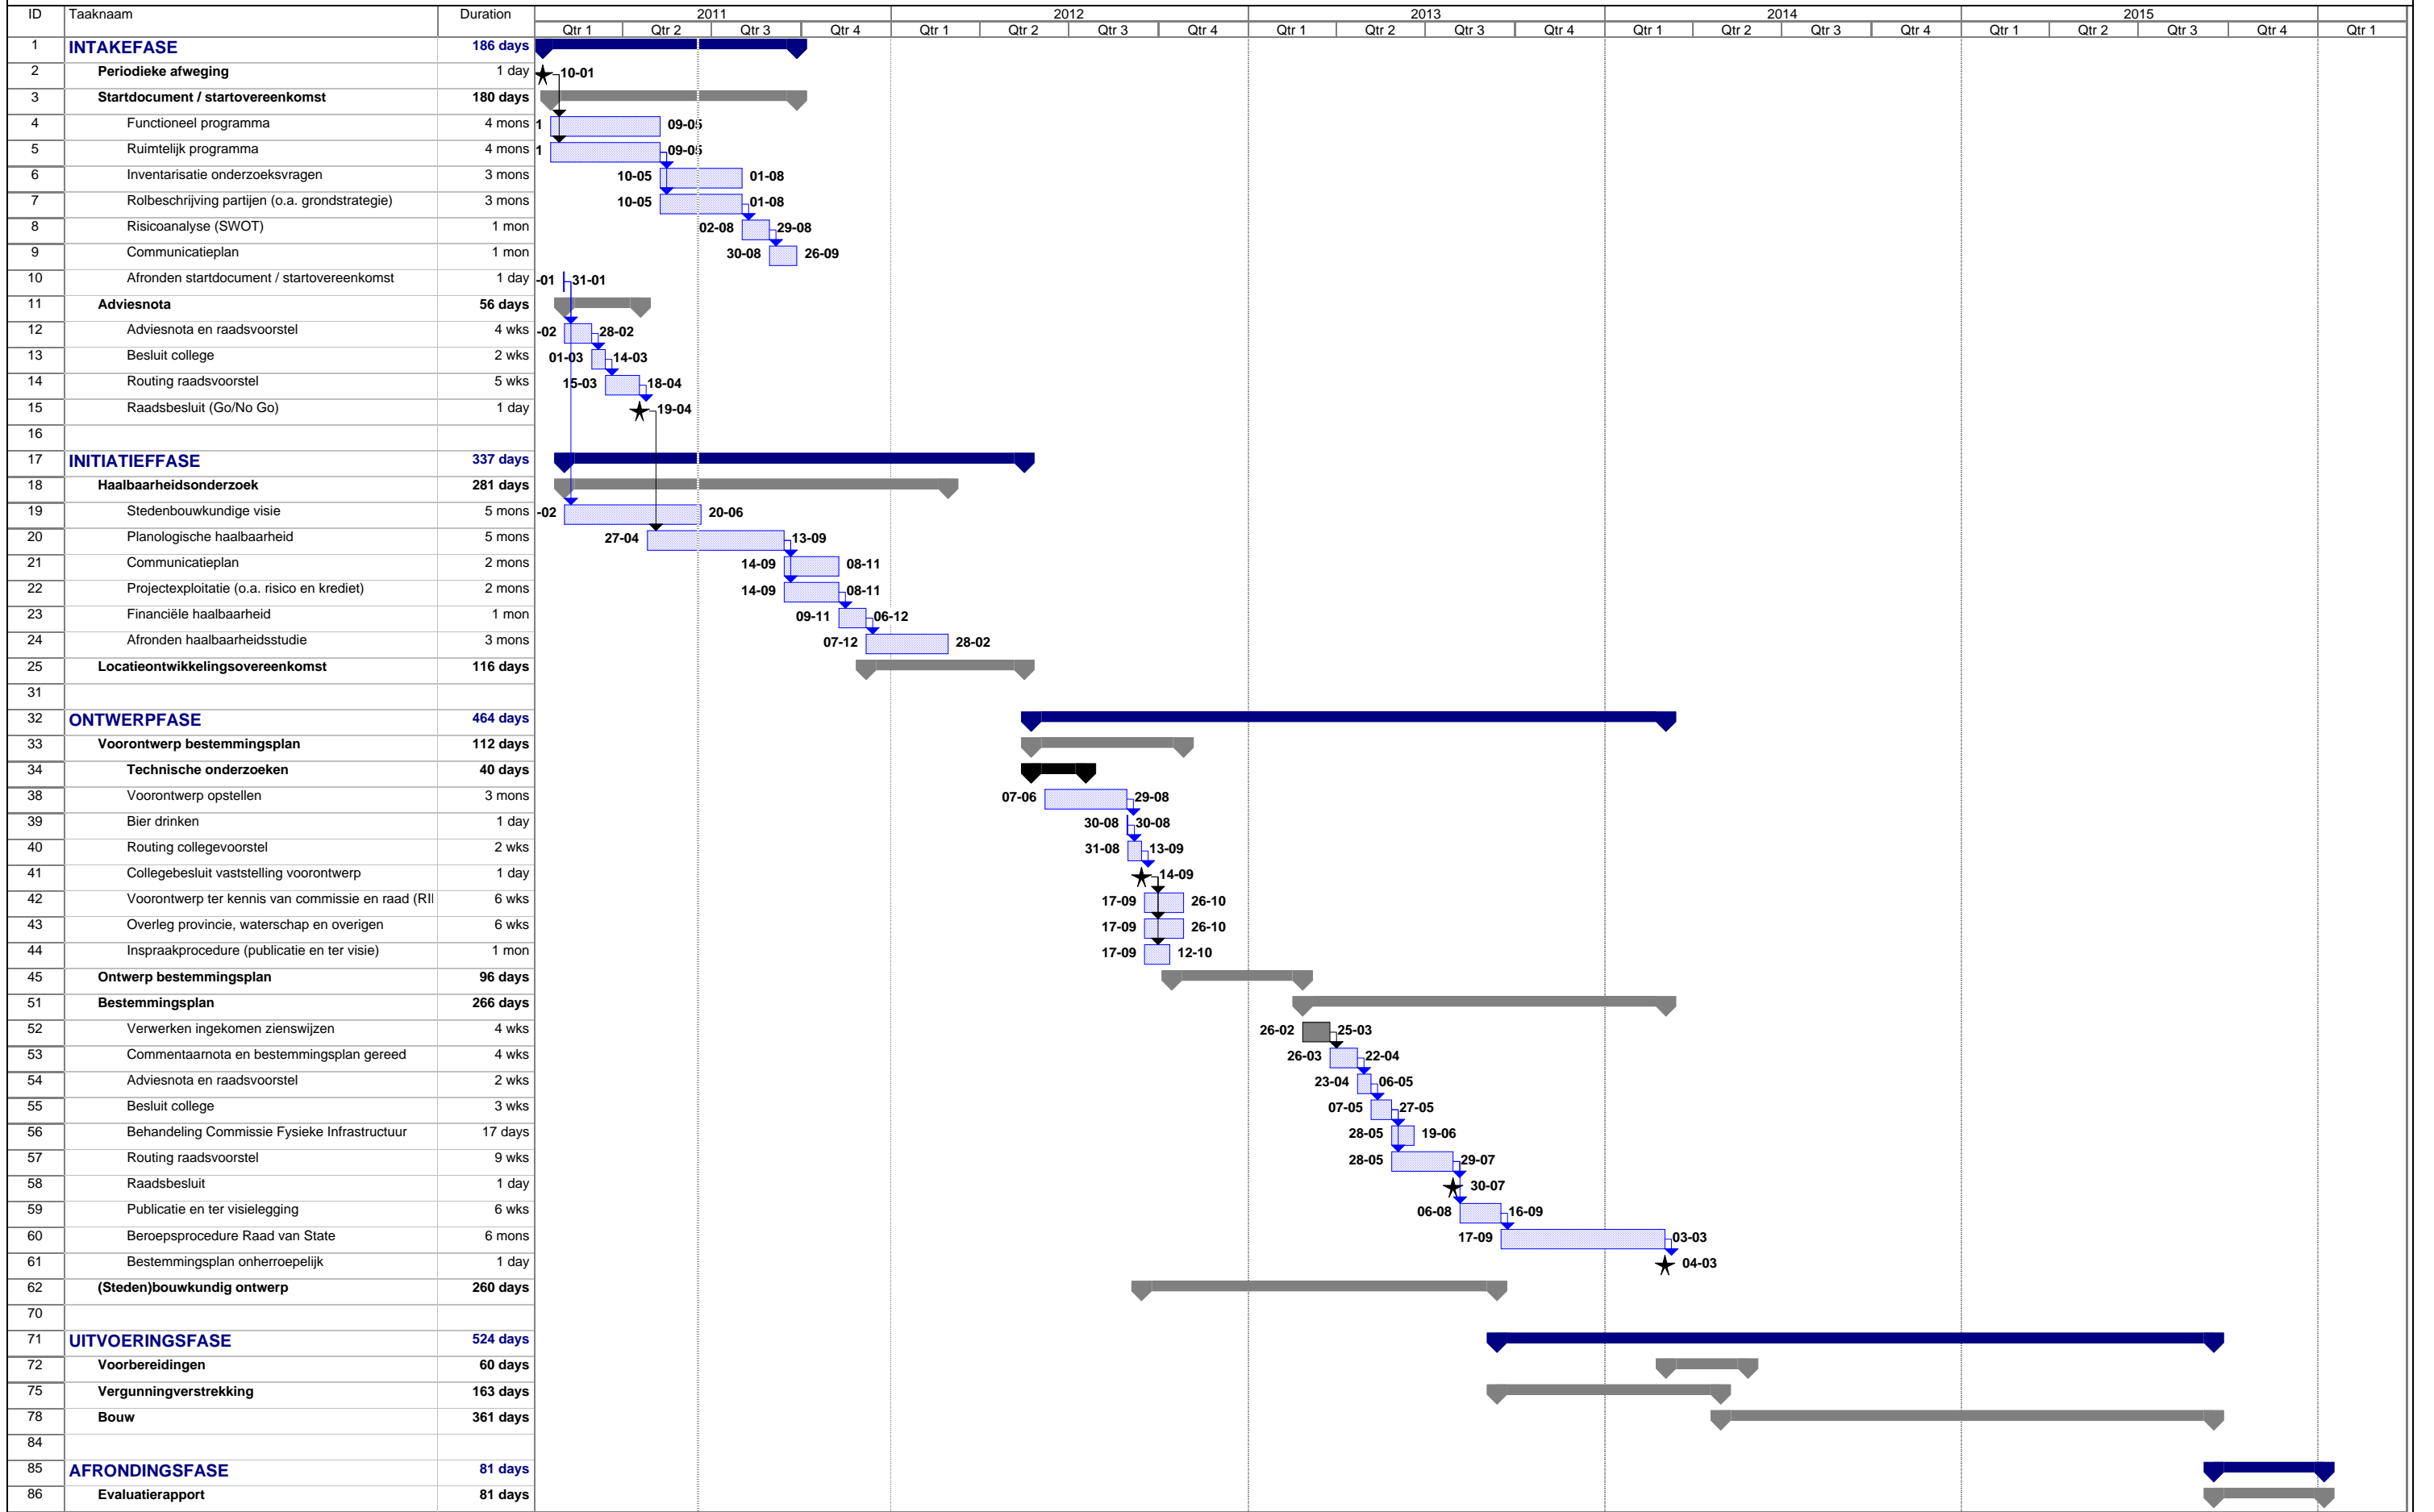 ID Taaknaam Duration 2011 2012 2013 2014 2015
Qtr 1 Qtr 2 Qtr 3 Qtr 4 Qtr 1 Qtr 2 Qtr 3 Qtr 4 Qtr 1 Qtr 2 Qtr 3 Qtr 4 Qtr 1 Qtr 2 Qtr 3 Qtr 4 Qtr 1 Qtr 2 Qtr 3 Qtr 4 Qtr 1
1 INTAKEFASE 186 days
2 Periodieke afweging 1 day 10-01
3 Startdocument / startovereenkomst 180 days
4 Functioneel programma 4 mons 1 09-05
5 Ruimtelijk programma 4 mons 1 09-05
6 Inventarisatie onderzoeksvragen 3 mons 10-05 01-08
7 Rolbeschrijving partijen (o.a. grondstrategie) 3 mons 10-05 01-08
8 Risicoanalyse (SWOT) 1 mon 02-08 29-08
9 Communicatieplan 1 mon 30-08 26-09
10 Afronden startdocument / startovereenkomst 1 day -01 31-01
11 Adviesnota 56 days
12 Adviesnota en raadsvoorstel 4 wks -02 28-02
13 Besluit college 2 wks 01-03 14-03
14 Routing raadsvoorstel 5 wks 15-03 18-04
15 Raadsbesluit (Go/No Go) 1 day 19-04
16
17 INITIATIEFFASE 337 days
18 Haalbaarheidsonderzoek 281 days
19 Stedenbouwkundige visie 5 mons -02 20-06
20 Planologische haalbaarheid 5 mons 27-04 13-09
21 Communicatieplan 2 mons 14-09 08-11
22 Projectexploitatie (o.a. risico en krediet) 2 mons 14-09 08-11
23 Financiële haalbaarheid 1 mon 09-11 06-12
24 Afronden haalbaarheidsstudie 3 mons 07-12 28-02
25 Locatieontwikkelingsovereenkomst 116 days
31
32 ONTWERPFASE 464 days
33 Voorontwerp bestemmingsplan 112 days
34 Technische onderzoeken 40 days
38 Voorontwerp opstellen 3 mons 07-06 29-08
39 Bier drinken 1 day 30-08 30-08
40 Routing collegevoorstel 2 wks 31-08 13-09
41 Collegebesluit vaststelling voorontwerp 1 day 14-09
42 Voorontwerp ter kennis van commissie en raad (RII 6 wks 17-09 26-10
43 Overleg provincie, waterschap en overigen 6 wks 17-09 26-10
44 Inspraakprocedure (publicatie en ter visie) 1 mon 17-09 12-10
45 Ontwerp bestemmingsplan 96 days
51 Bestemmingsplan 266 days
52 Verwerken ingekomen zienswijzen 4 wks 26-02 25-03
53 Commentaarnota en bestemmingsplan gereed 4 wks 26-03 22-04
54 Adviesnota en raadsvoorstel 2 wks 23-04 06-05
55 Besluit college 3 wks 07-05 27-05
56 Behandeling Commissie Fysieke Infrastructuur 17 days 28-05 19-06
57 Routing raadsvoorstel 9 wks 28-05 29-07
58 Raadsbesluit 1 day 30-07
59 Publicatie en ter visielegging 6 wks 06-08 16-09
60 Beroepsprocedure Raad van State 6 mons 17-09 03-03
61 Bestemmingsplan onherroepelijk 1 day 04-03
62 (Steden)bouwkundig ontwerp 260 days
70
71 UITVOERINGSFASE 524 days
72 Voorbereidingen 60 days
75 Vergunningverstrekking 163 days
78 Bouw 361 days
84
85 AFRONDINGSFASE 81 days
86 Evaluatierapport 81 days